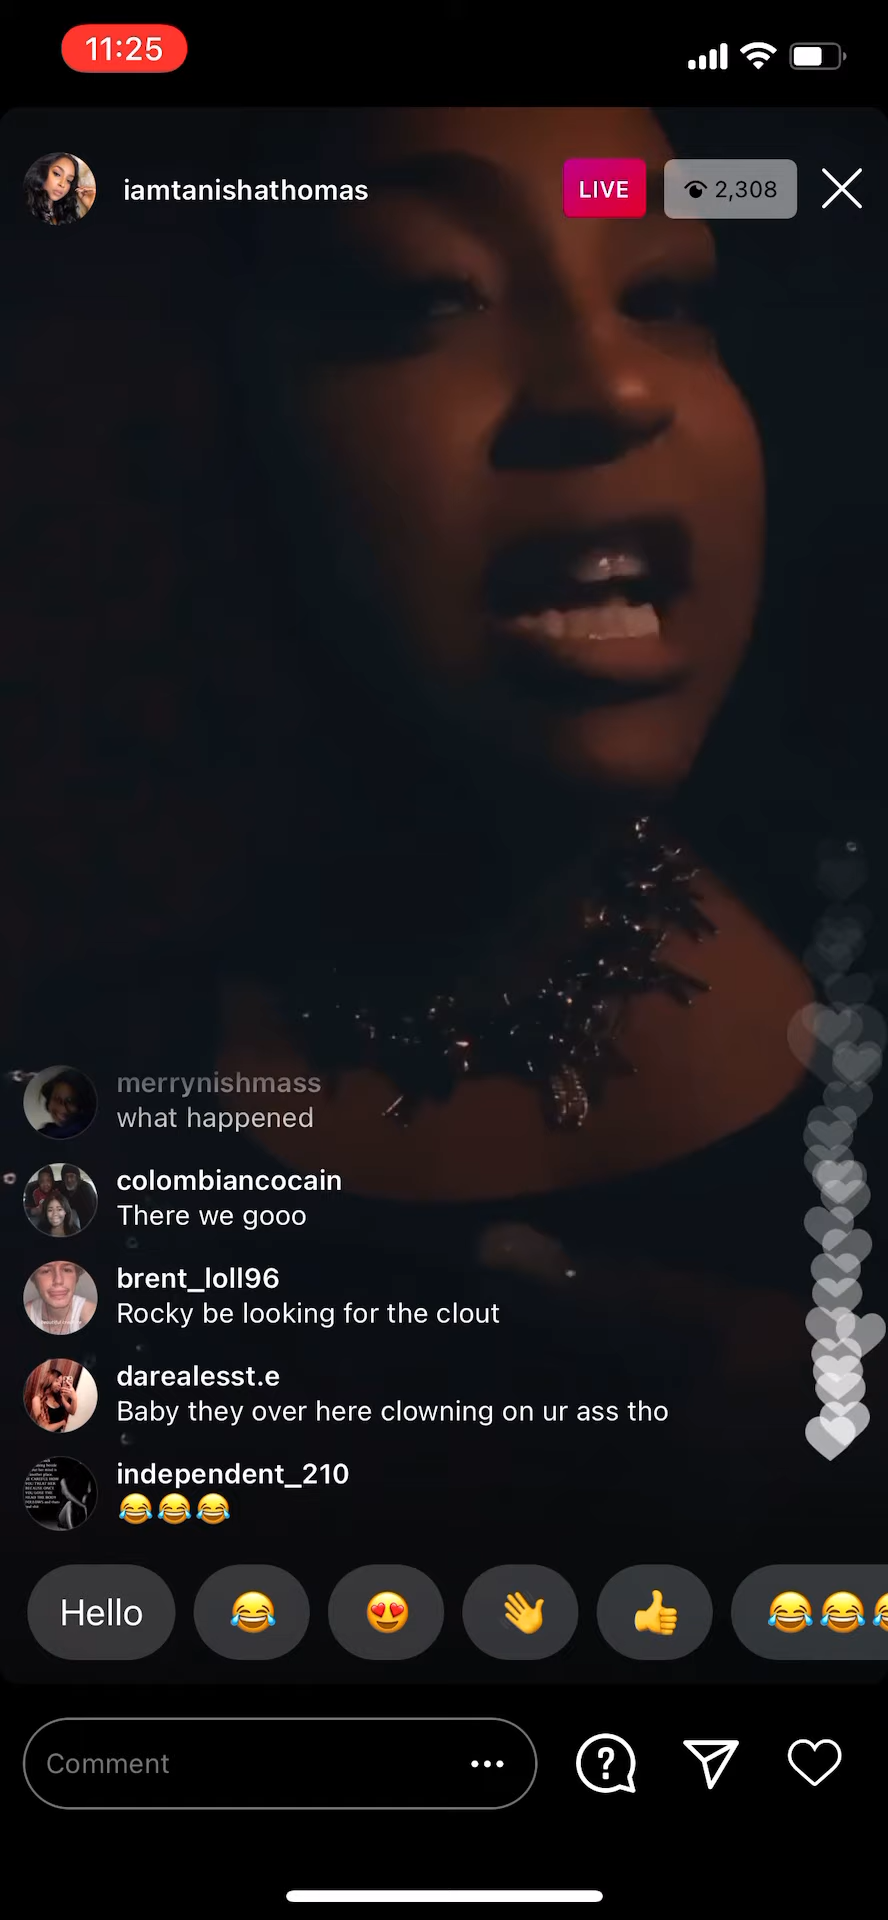 11:25
iamtanishathomas
LIVE
2,308
merrynishmass
what happened
colombiancocain
There we gooo
brent_loll96
Rocky be looking for the clout
darealesst.e
Baby they over here clowning on ur ass tho
independent_210
😂😂😂
Hello
😂 😍 👋 👍 😂😂
Comment